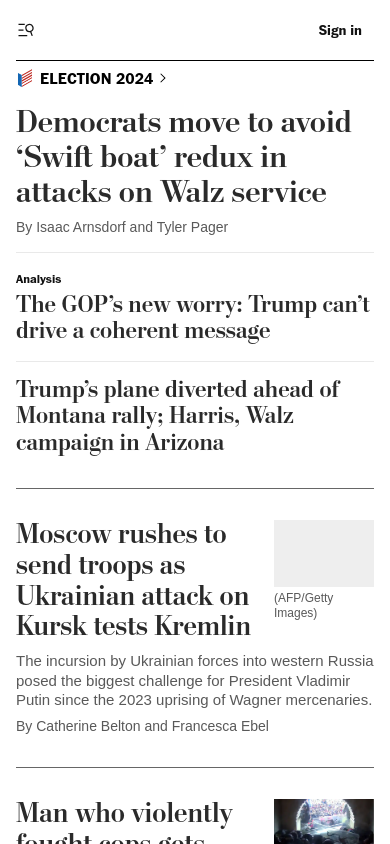 Sign in
ELECTION 2024
Democrats move to avoid
‘Swift boat’ redux in
attacks on Walz service
By Isaac Arnsdorf and Tyler Pager
Analysis
The GOP’s new worry: Trump can’t
drive a coherent message
Trump’s plane diverted ahead of
Montana rally; Harris, Walz
campaign in Arizona
Moscow rushes to
send troops as
Ukrainian attack on
Kursk tests Kremlin
(AFP/Getty
Images)
The incursion by Ukrainian forces into western Russia
posed the biggest challenge for President Vladimir
Putin since the 2023 uprising of Wagner mercenaries.
By Catherine Belton and Francesca Ebel
Man who violently
fought cops gets